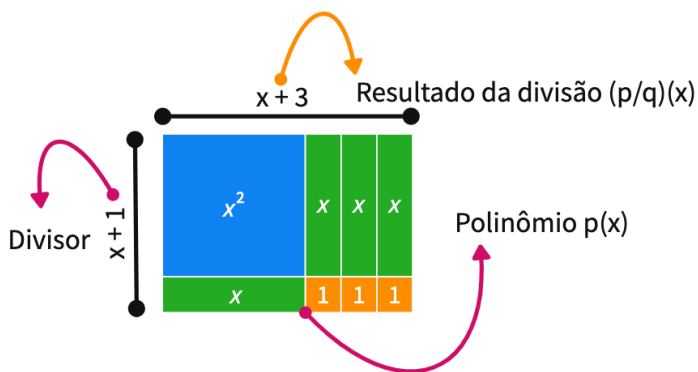 x + 3
Resultado da divisão (p/q)(x)
x + 1
Divisor
x²
x
x
x
Polinômio p(x)
x
1
1
1